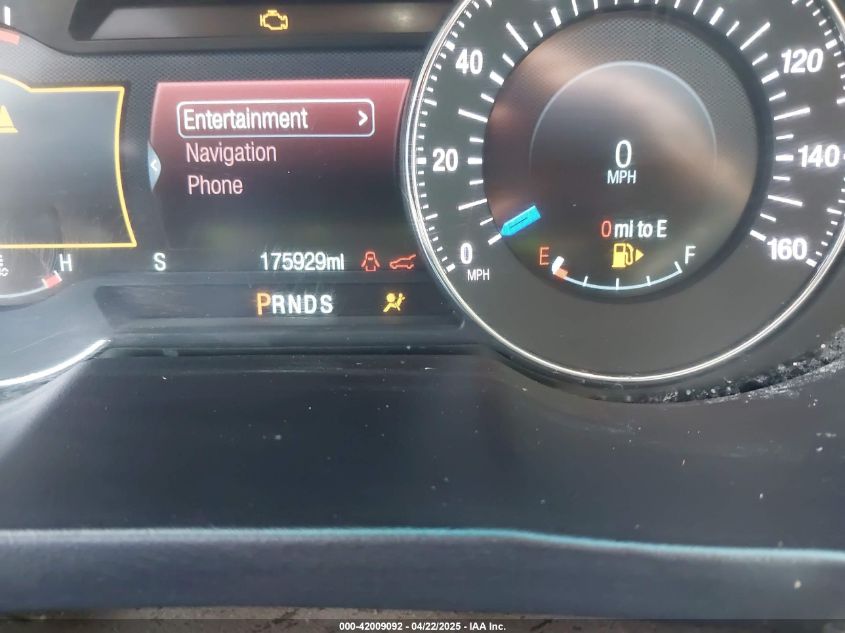 40
120
Entertainment >
Navigation
20
0
140
Phone
MPH
0 mi to E
0
160
E
F
H
S
175929mi
MPH
PRNDS
000-42009092 - 04/22/2025 - IAA Inc.